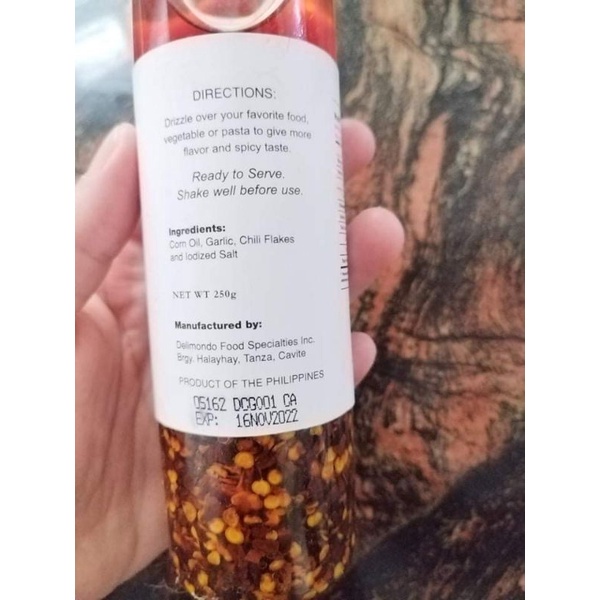 DIRECTIONS:
Drizzle over your favorite food,
vegetable or pasta to give more
flavor and spicy taste.
Ready to Serve.
Shake well before use.
Ingredients:
Corn Oil, Garlic, Chili Flakes
and Iodized Salt
NET WT 250g
Manufactured by:
Delimondo Food Specialties Inc.
Brgy. Halayhay, Tanza, Cavite
PRODUCT OF THE PHILIPPINES
05162 DCG001 CA
EXP: 16NOV2022